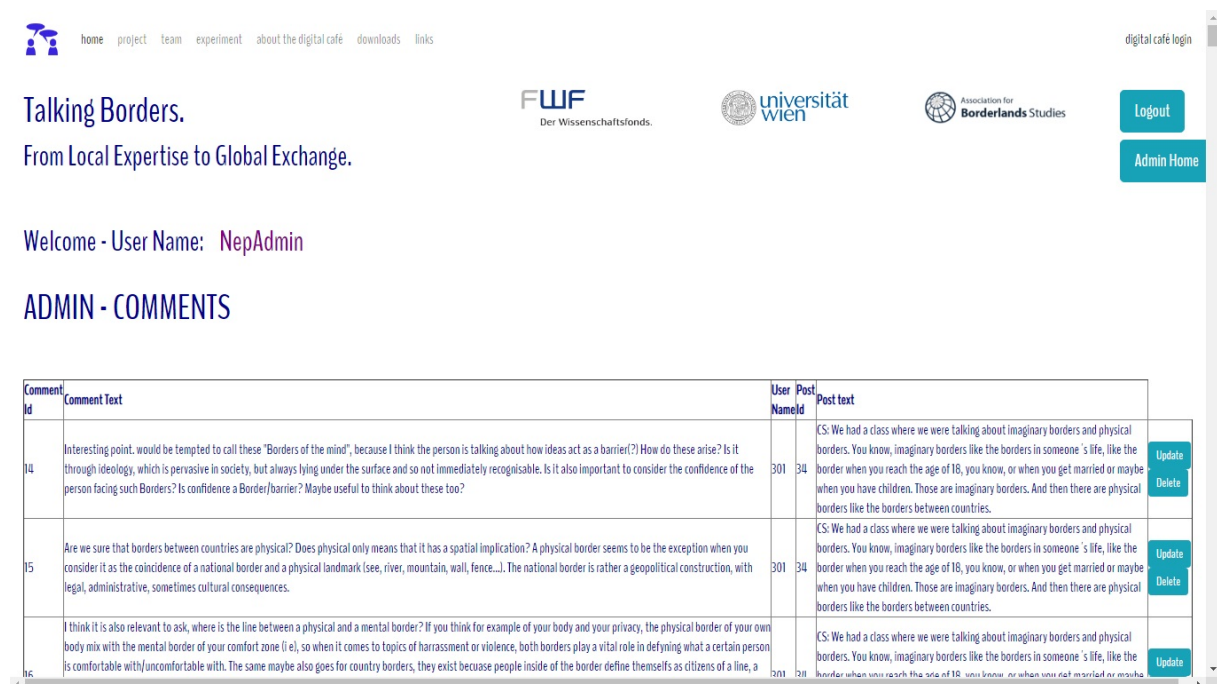 home project team experiment about the digital café downloads links
digital café login
Talking Borders.
From Local Expertise to Global Exchange.
FWF
Der Wissenschaftsfonds.
universität
wien
Association for
Borderlands Studies
Logout
Admin Home
Welcome - User Name: NepAdmin
ADMIN - COMMENTS
Comment
Id
Comment Text
User
Name
Post
Id
Post text
14
Interesting point. would be tempted to call these "Borders of the mind", because I think the person is talking about how ideas act as a barrier(?) How do these arise? Is it
through ideology, which is pervasive in society, but always lying under the surface and so not immediately recognisable. Is it also important to consider the confidence of the
person facing such Borders? Is confidence a Border/barrier? Maybe useful to think about these too?
301
34
CS: We had a class where we were talking about imaginary borders and physical
borders. You know, imaginary borders like the borders in someone´s life, like the
border when you reach the age of 18, you know, or when you get married or maybe
when you have children. Those are imaginary borders. And then there are physical
borders like the borders between countries.
Update
Delete
15
Are we sure that borders between countries are physical? Does physical only means that it has a spatial implication? A physical border seems to be the exception when you
consider it as the coincidence of a national border and a physical landmark (see, river, mountain, wall, fence...). The national border is rather a geopolitical construction, with
legal, administrative, sometimes cultural consequences.
301
34
CS: We had a class where we were talking about imaginary borders and physical
borders. You know, imaginary borders like the borders in someone´s life, like the
border when you reach the age of 18, you know, or when you get married or maybe
when you have children. Those are imaginary borders. And then there are physical
borders like the borders between countries.
Update
Delete
16
I think it is also relevant to ask, where is the line between a physical and a mental border? If you think for example of your body and your privacy, the physical border of your own
body mix with the mental border of your comfort zone (i e), so when it comes to topics of harrassment or violence, both borders play a vital role in defyning what a certain person
is comfortable with/uncomfortable with. The same maybe also goes for country borders, they exist becuase people inside of the border define themself as citizens of a line, a
301
34
CS: We had a class where we were talking about imaginary borders and physical
borders. You know, imaginary borders like the borders in someone´s life, like the
border when you reach the age of 18, you know, or when you get married or maybe
Update